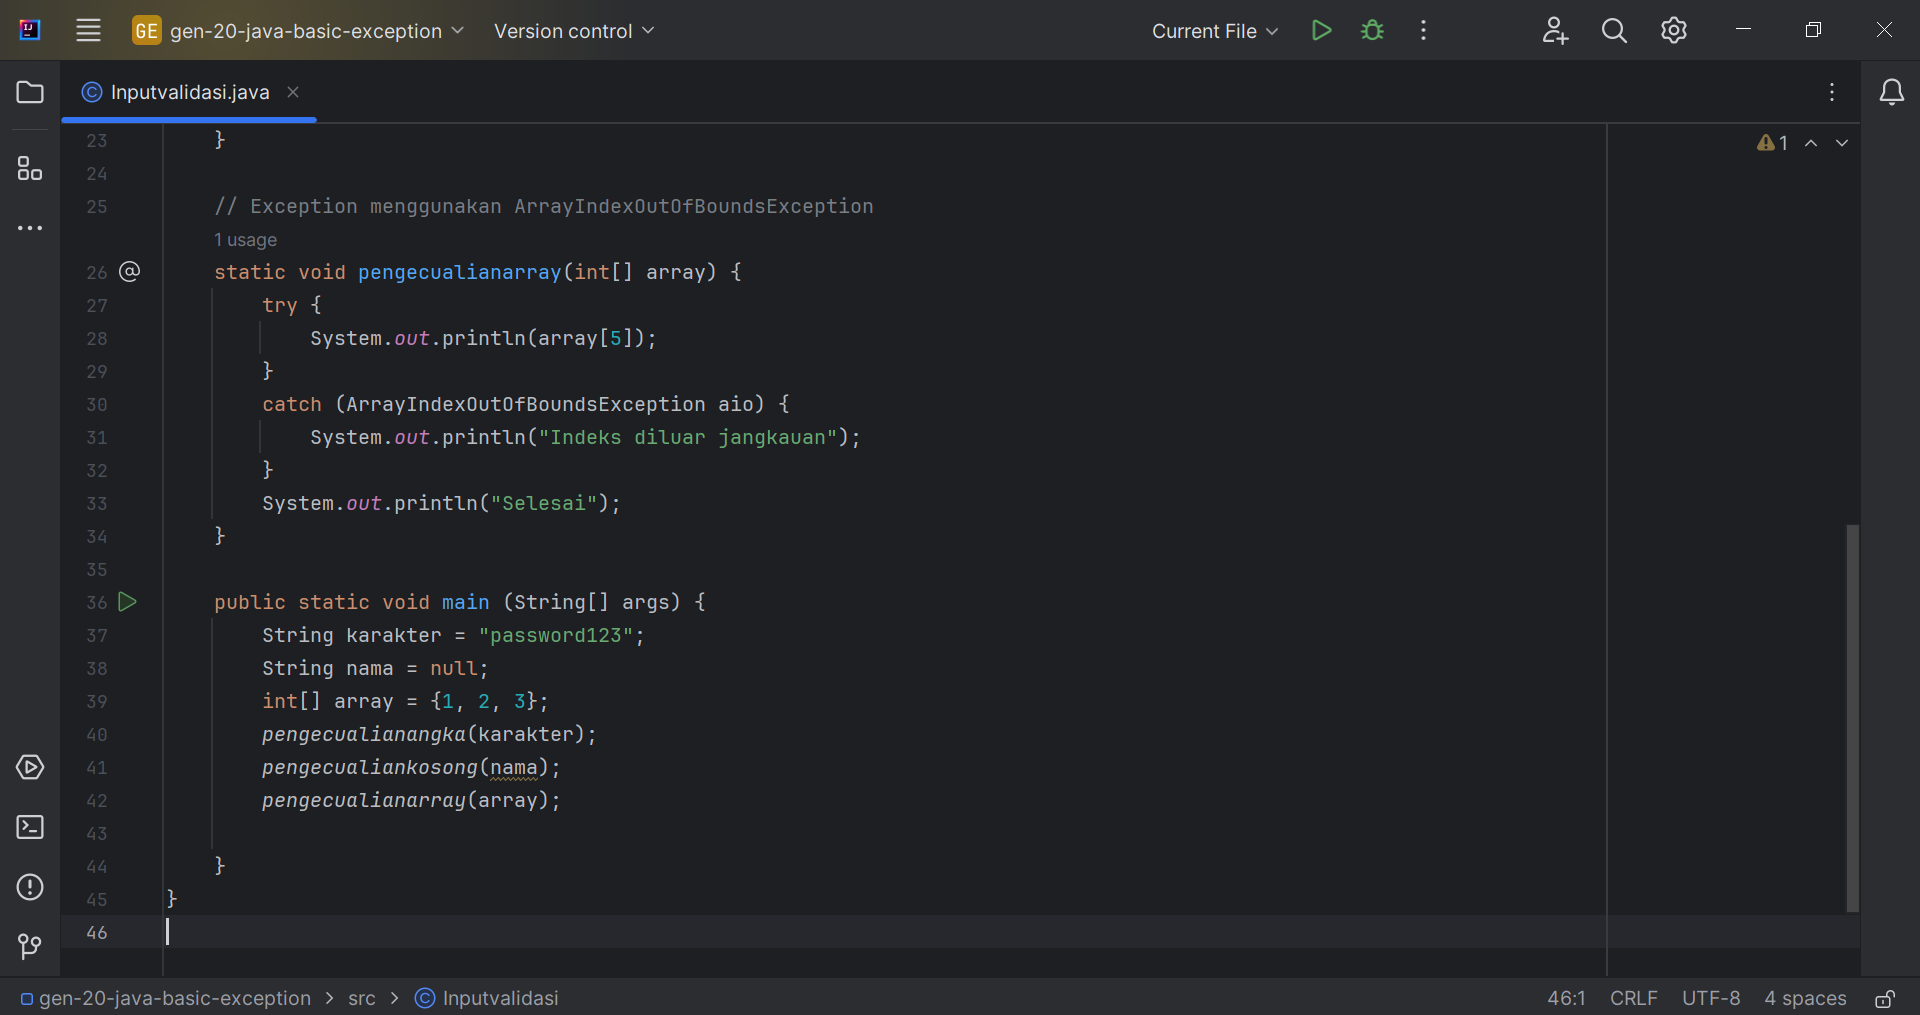 GE gen-20-java-basic-exception Version control Current File
Inputvalidasi.java
1
23 }
24
25 // Exception menggunakan ArrayIndexOutOfBoundsException
1 usage
26 @ static void pengecualianarray(int[] array) {
27 try {
28 System.out.println(array[5]);
29 }
30 catch (ArrayIndexOutOfBoundsException aio) {
31 System.out.println("Indeks diluar jangkauan");
32 }
33 System.out.println("Selesai");
34 }
35
36 public static void main (String[] args) {
37 String karakter = "password123";
38 String nama = null;
39 int[] array = {1, 2, 3};
40 pengecualianangka(karakter);
41 pengecualiankosong(nama);
42 pengecualianarray(array);
43
44 }
45 }
46
gen-20-java-basic-exception > src > Inputvalidasi 46:1 CRLF UTF-8 4 spaces